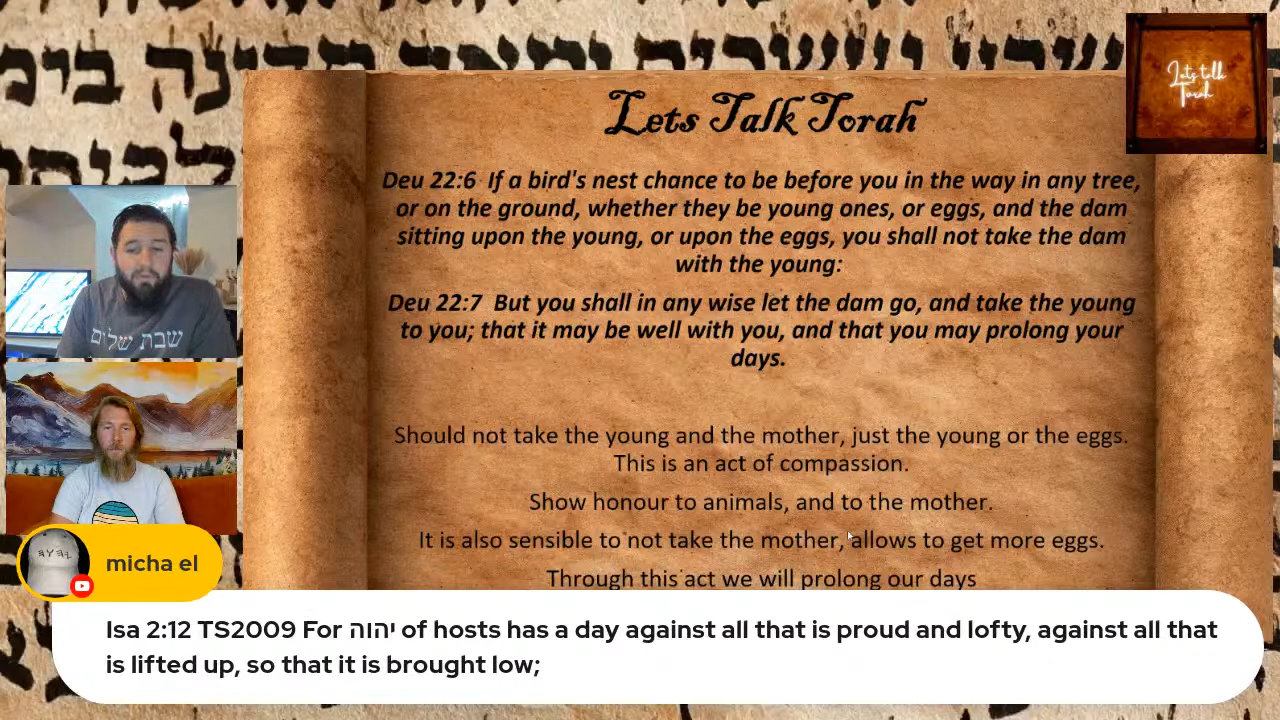 Lets Talk Torah
Lets talk
Torah
Deu 22:6 If a bird's nest chance to be before you in the way in any tree,
or on the ground, whether they be young ones, or eggs, and the dam
sitting upon the young, or upon the eggs, you shall not take the dam
with the young:
Deu 22:7 But you shall in any wise let the dam go, and take the young
to you; that it may be well with you, and that you may prolong your
days.
Should not take the young and the mother, just the young or the eggs.
This is an act of compassion.
Show honour to animals, and to the mother.
It is also sensible to not take the mother, allows to get more eggs.
Through this act we will prolong our days
שבת שלים
micha el
Isa 2:12 TS2009 For יהוה of hosts has a day against all that is proud and lofty, against all that
is lifted up, so that it is brought low;